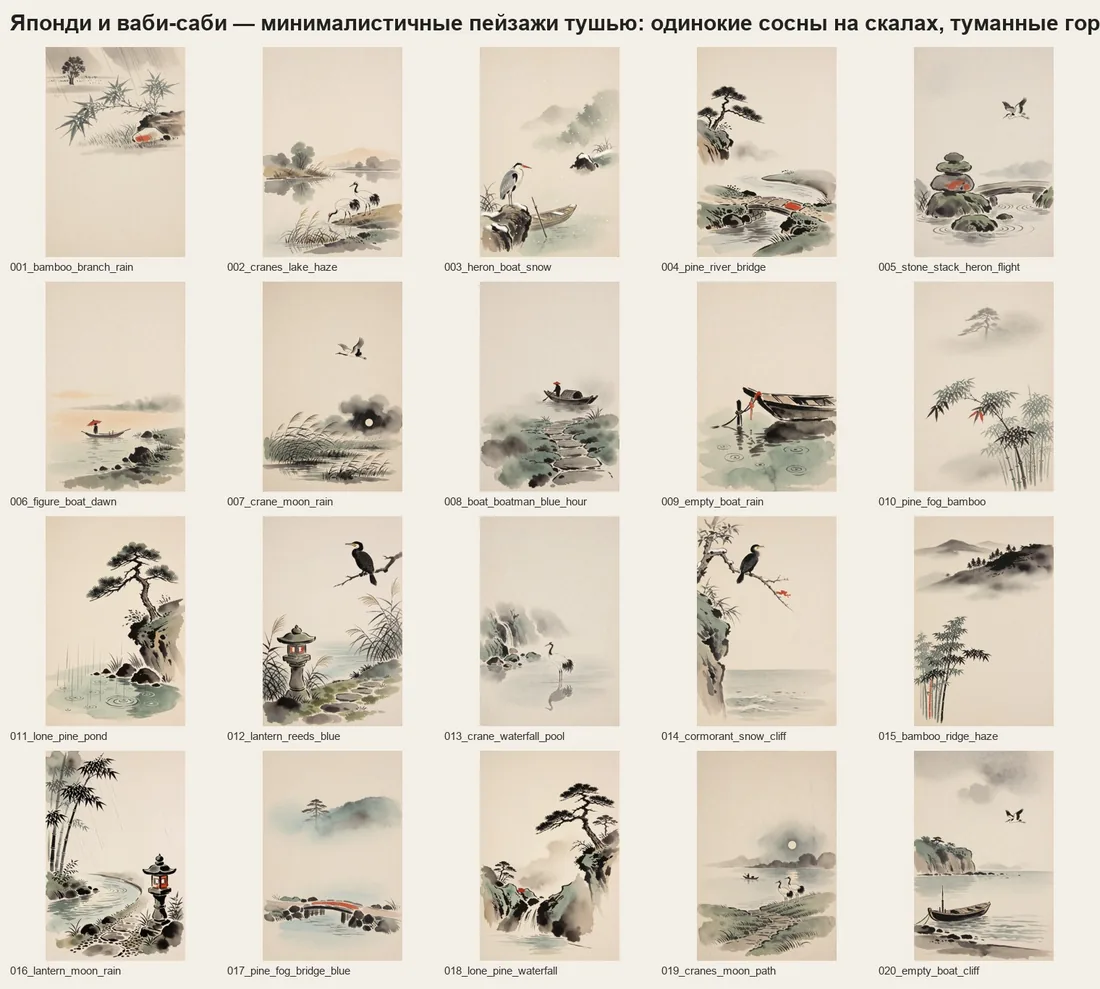 Японди и ваби-саби — минималистичные пейзажи тушью: одинокие сосны на скалах, туманные гор
001_bamboo_branch_rain
002_cranes_lake_haze
003_heron_boat_snow
004_pine_river_bridge
005_stone_stack_heron_flight
006_figure_boat_dawn
007_crane_moon_rain
008_boat_boatman_blue_hour
009_empty_boat_rain
010_pine_fog_bamboo
011_lone_pine_pond
012_lantern_reeds_blue
013_crane_waterfall_pool
014_cormorant_snow_cliff
015_bamboo_ridge_haze
016_lantern_moon_rain
017_pine_fog_bridge_blue
018_lone_pine_waterfall
019_cranes_moon_path
020_empty_boat_cliff